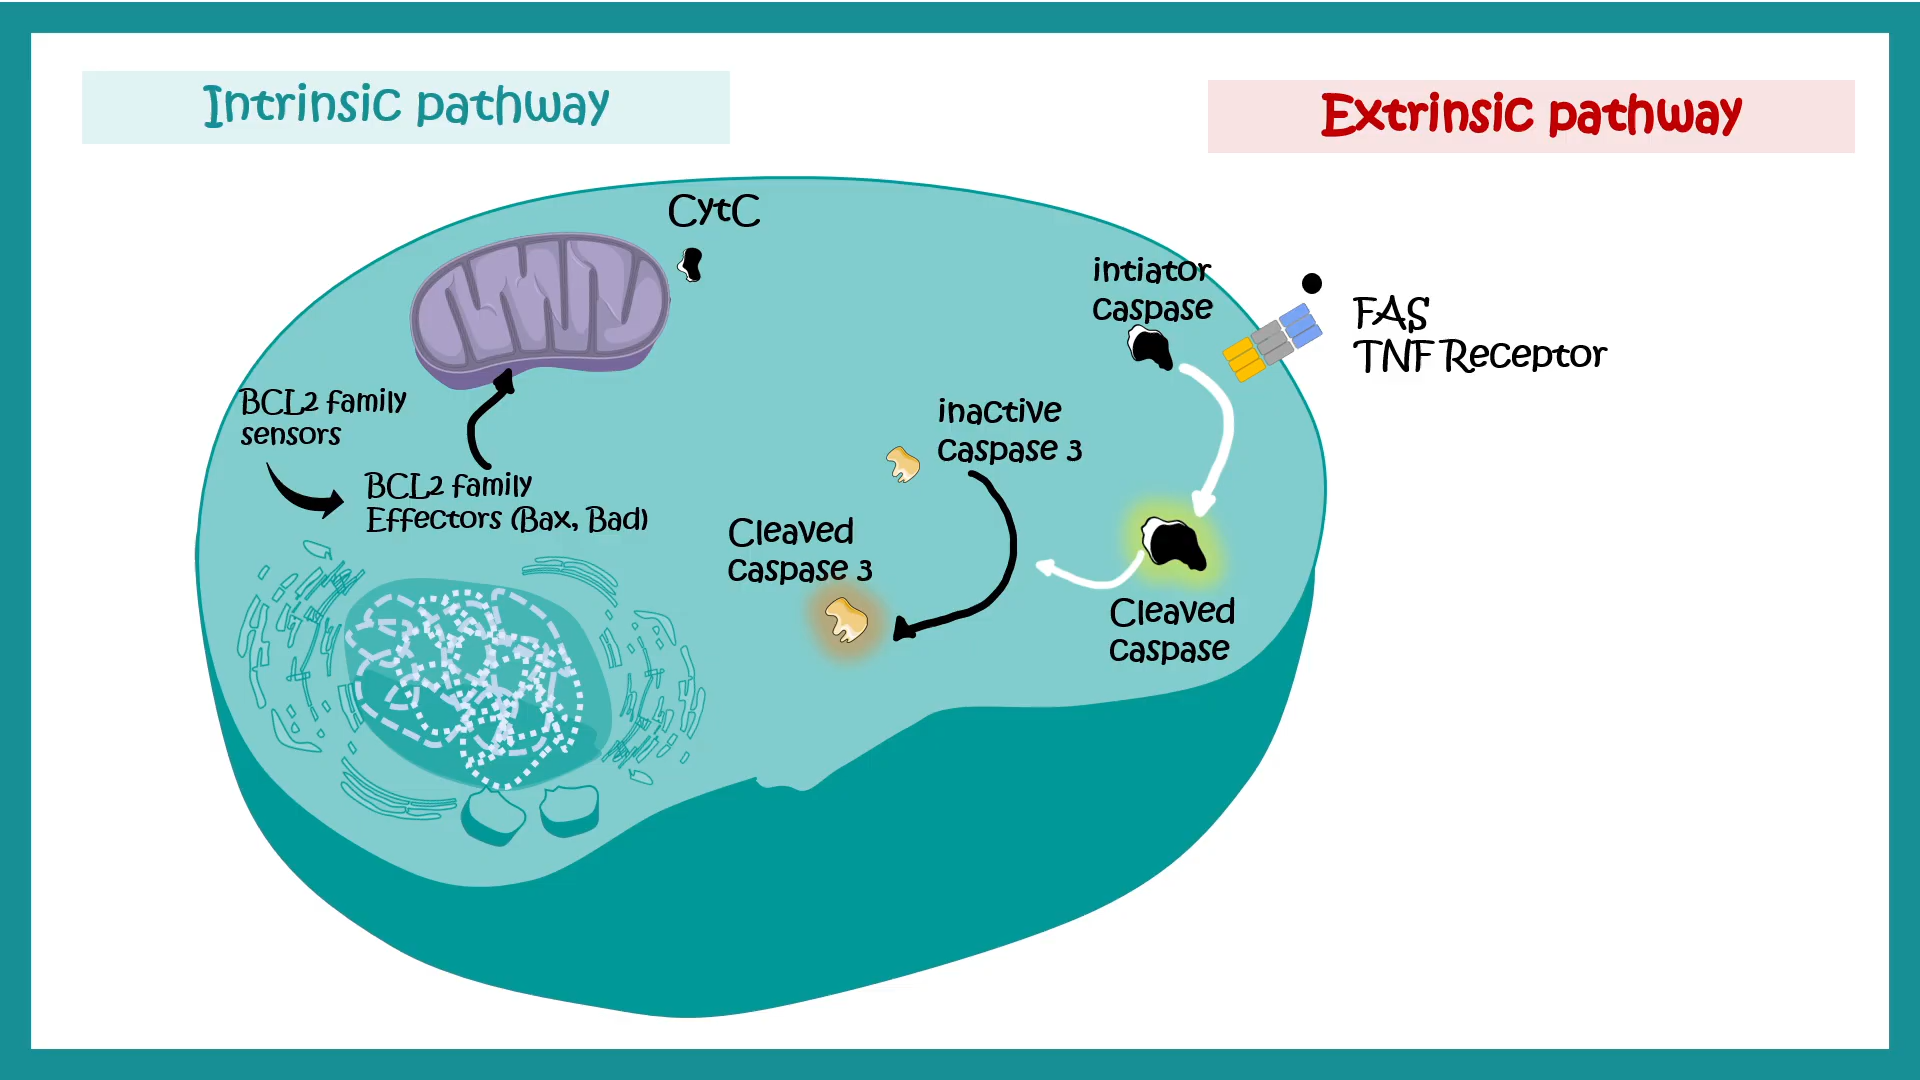 Intrinsic pathway
Extrinsic pathway
CytC
intiator
caspase
FAS
TNF Receptor
BCL2 family
sensors
BCL2 family
Effectors (Bax, Bad)
inactive
caspase 3
Cleaved
caspase 3
Cleaved
caspase